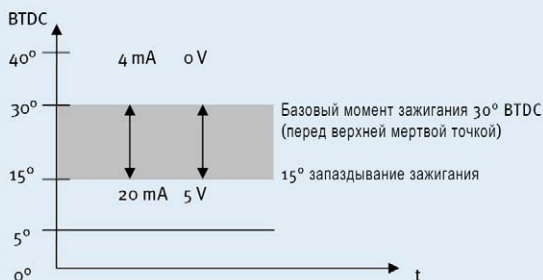 BTDC
40°
4 mA 0 V
30°
Базовый момент зажигания 30° BTDC
(перед верхней мертвой точкой)
15°
15° запаздывание зажигания
20 mA 5 V
5°
0°
t